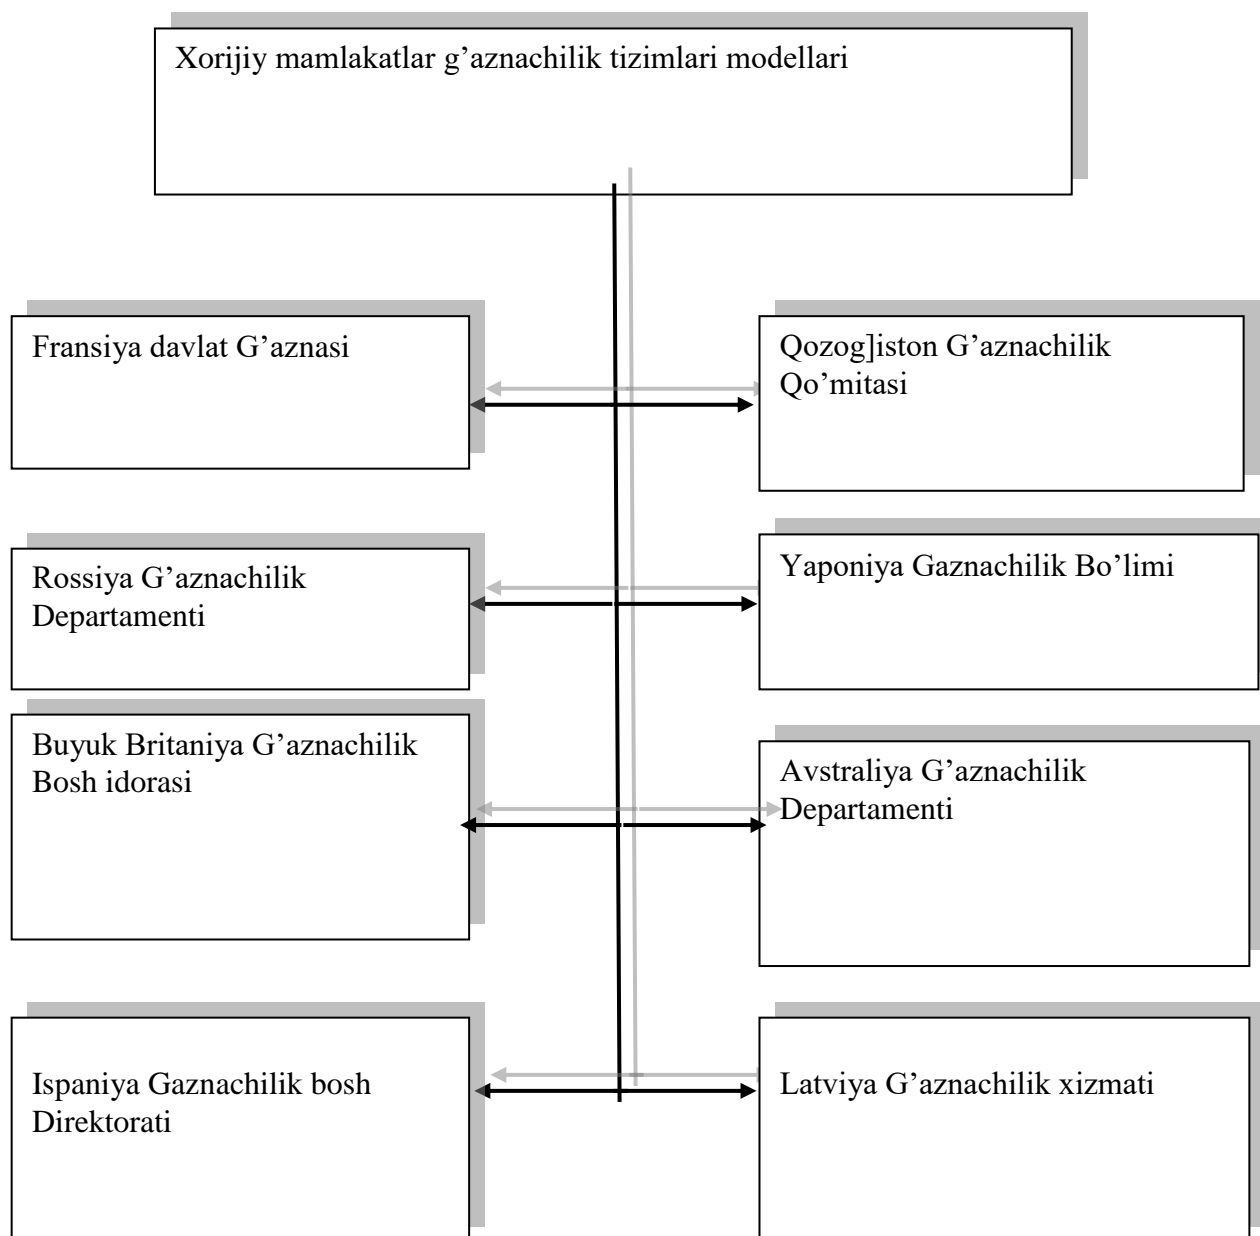 Xorijiy mamlakatlar g’aznachilik tizimlari modellari
Fransiya davlat G’aznasi
Qozog]iston G’aznachilik
Qo’mitasi
Rossiya G’aznachilik
Departamenti
Yaponiya Gaznachilik Bo’limi
Buyuk Britaniya G’aznachilik
Bosh idorasi
Avstraliya G’aznachilik
Departamenti
Ispaniya Gaznachilik bosh
Direktorati
Latviya G’aznachilik xizmati